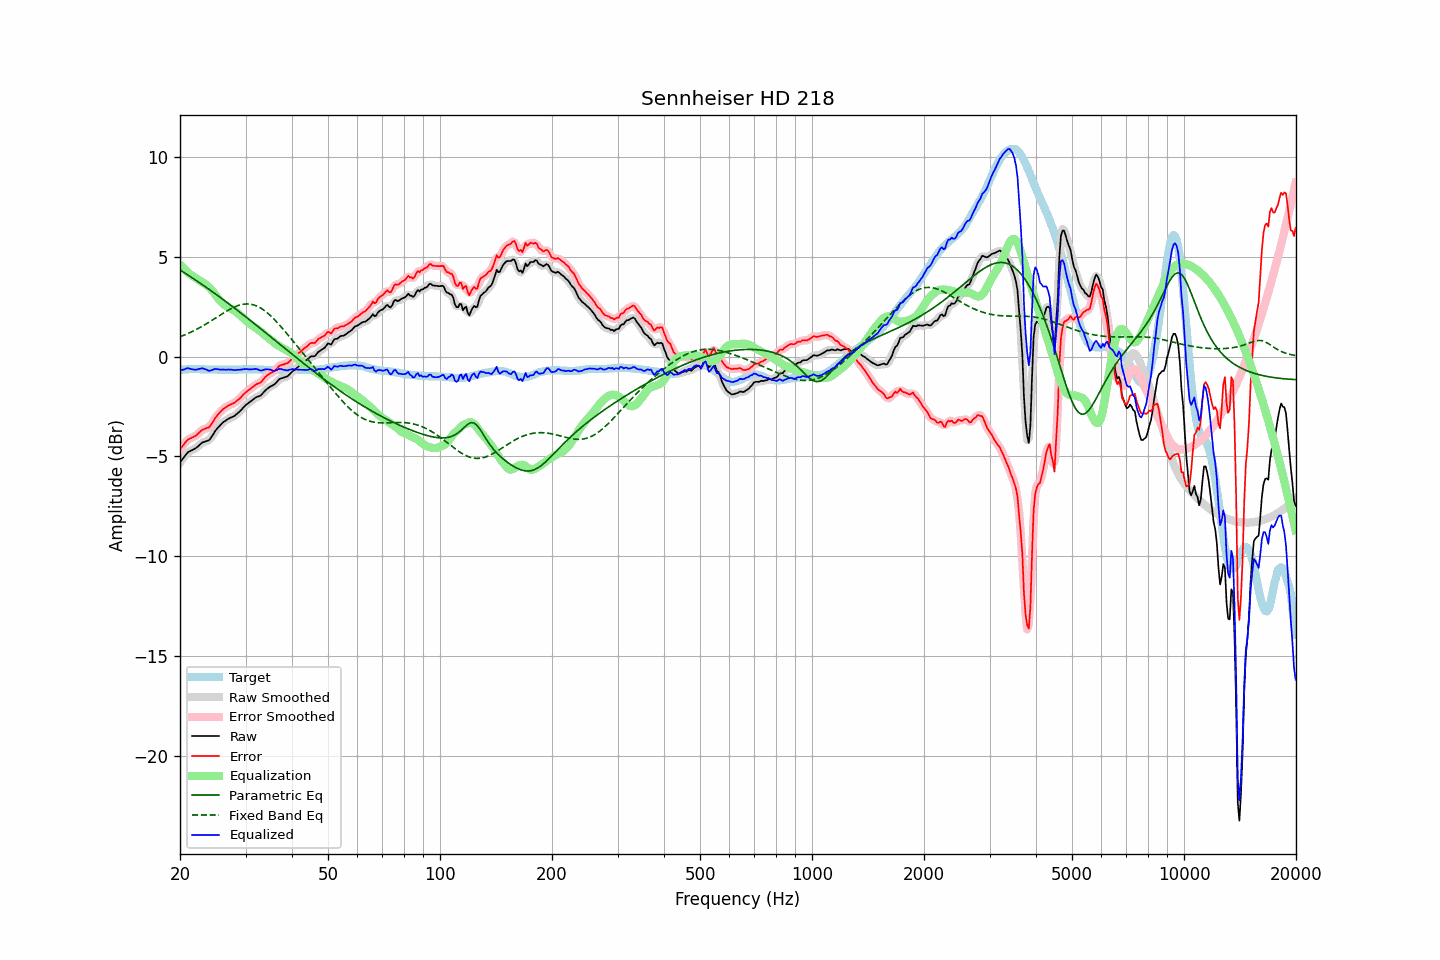 Sennheiser HD 218
Amplitude (dBr)
10
5
0
−5
−10
−15
−20
Target
Raw Smoothed
Error Smoothed
Raw
Error
Equalization
Parametric Eq
Fixed Band Eq
Equalized
20 50 100 200 500 1000 2000 5000 10000 20000
Frequency (Hz)